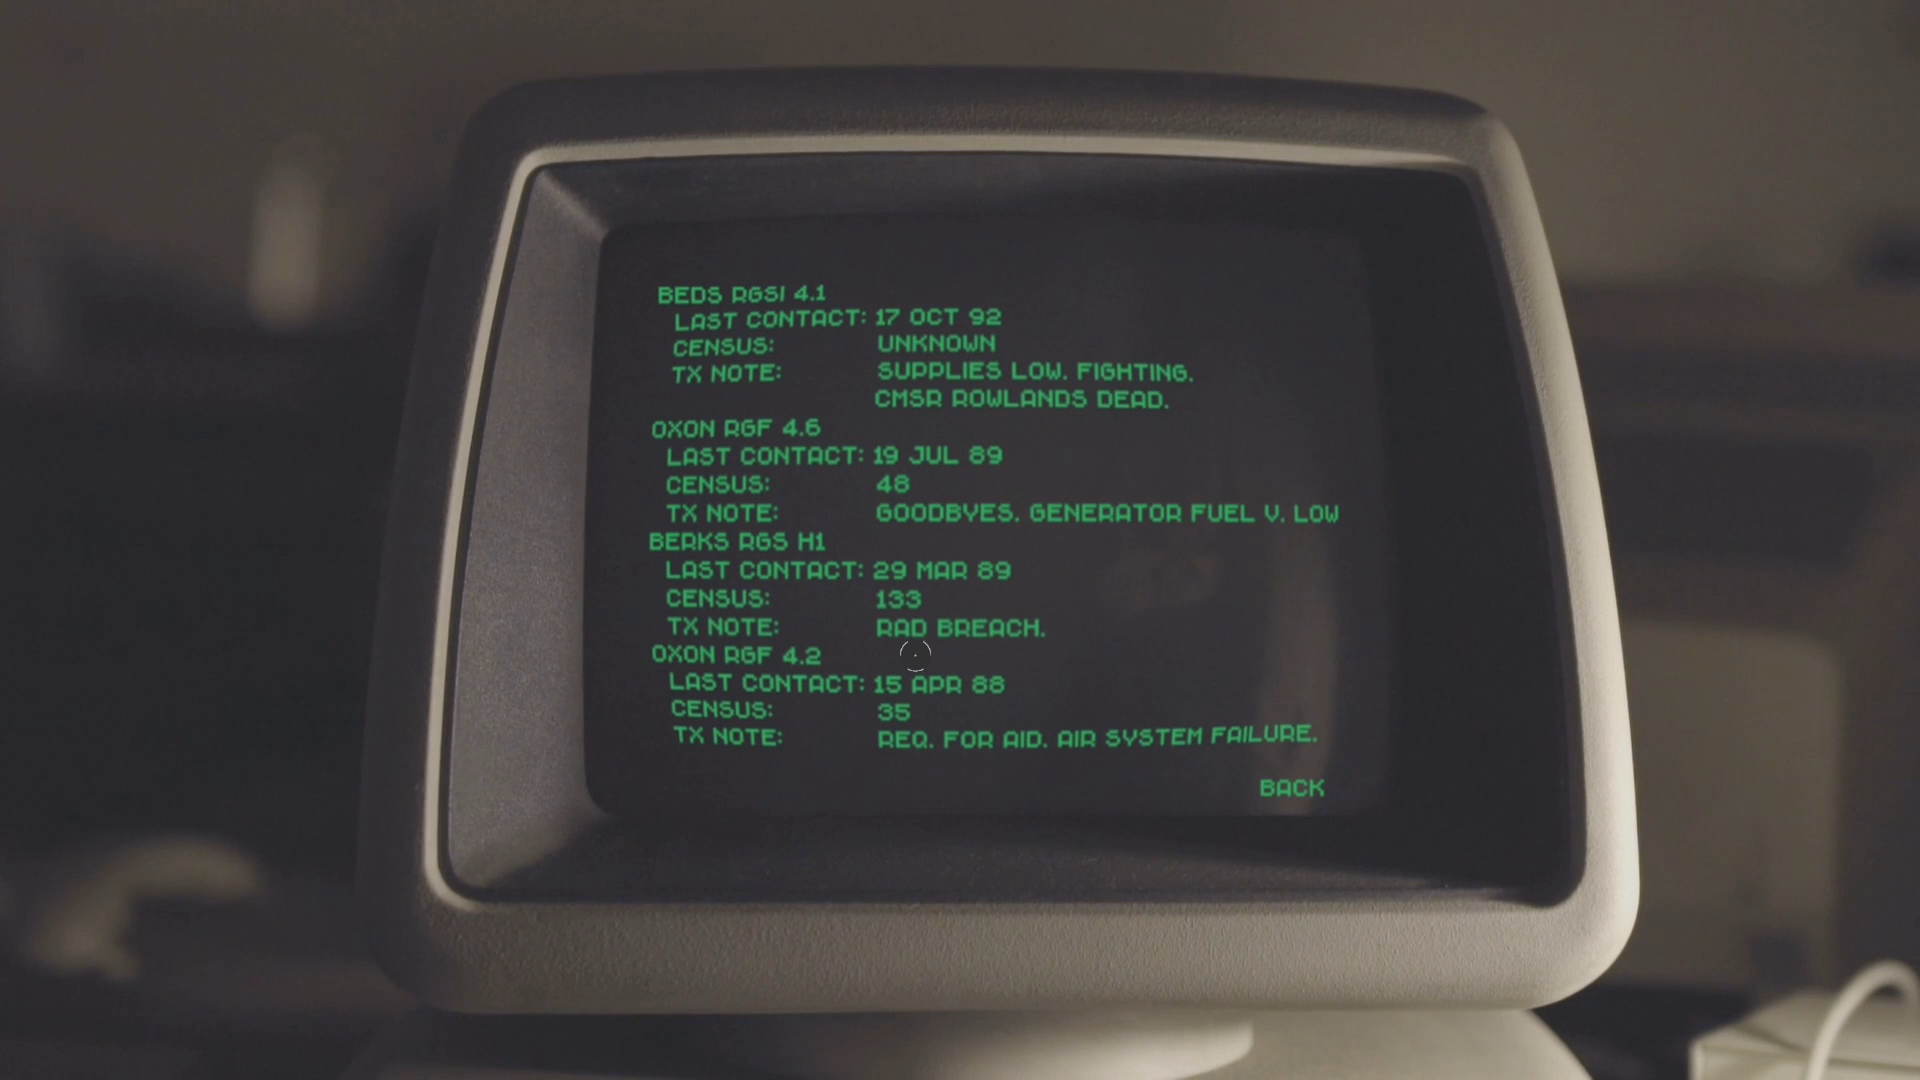 BEDS RGSI 4.1
LAST CONTACT: 17 OCT 92
CENSUS: UNKNOWN
TX NOTE: SUPPLIES LOW. FIGHTING.
CMSR ROWLANDS DEAD.
OXON RGF 4.6
LAST CONTACT: 19 JUL 89
CENSUS: 48
TX NOTE: GOODBYES. GENERATOR FUEL V. LOW
BERKS RGS H1
LAST CONTACT: 29 MAR 89
CENSUS: 133
TX NOTE: RAD BREACH.
OXON RGF 4.2
LAST CONTACT: 15 APR 88
CENSUS: 35
TX NOTE: REQ. FOR AID. AIR SYSTEM FAILURE.
BACK